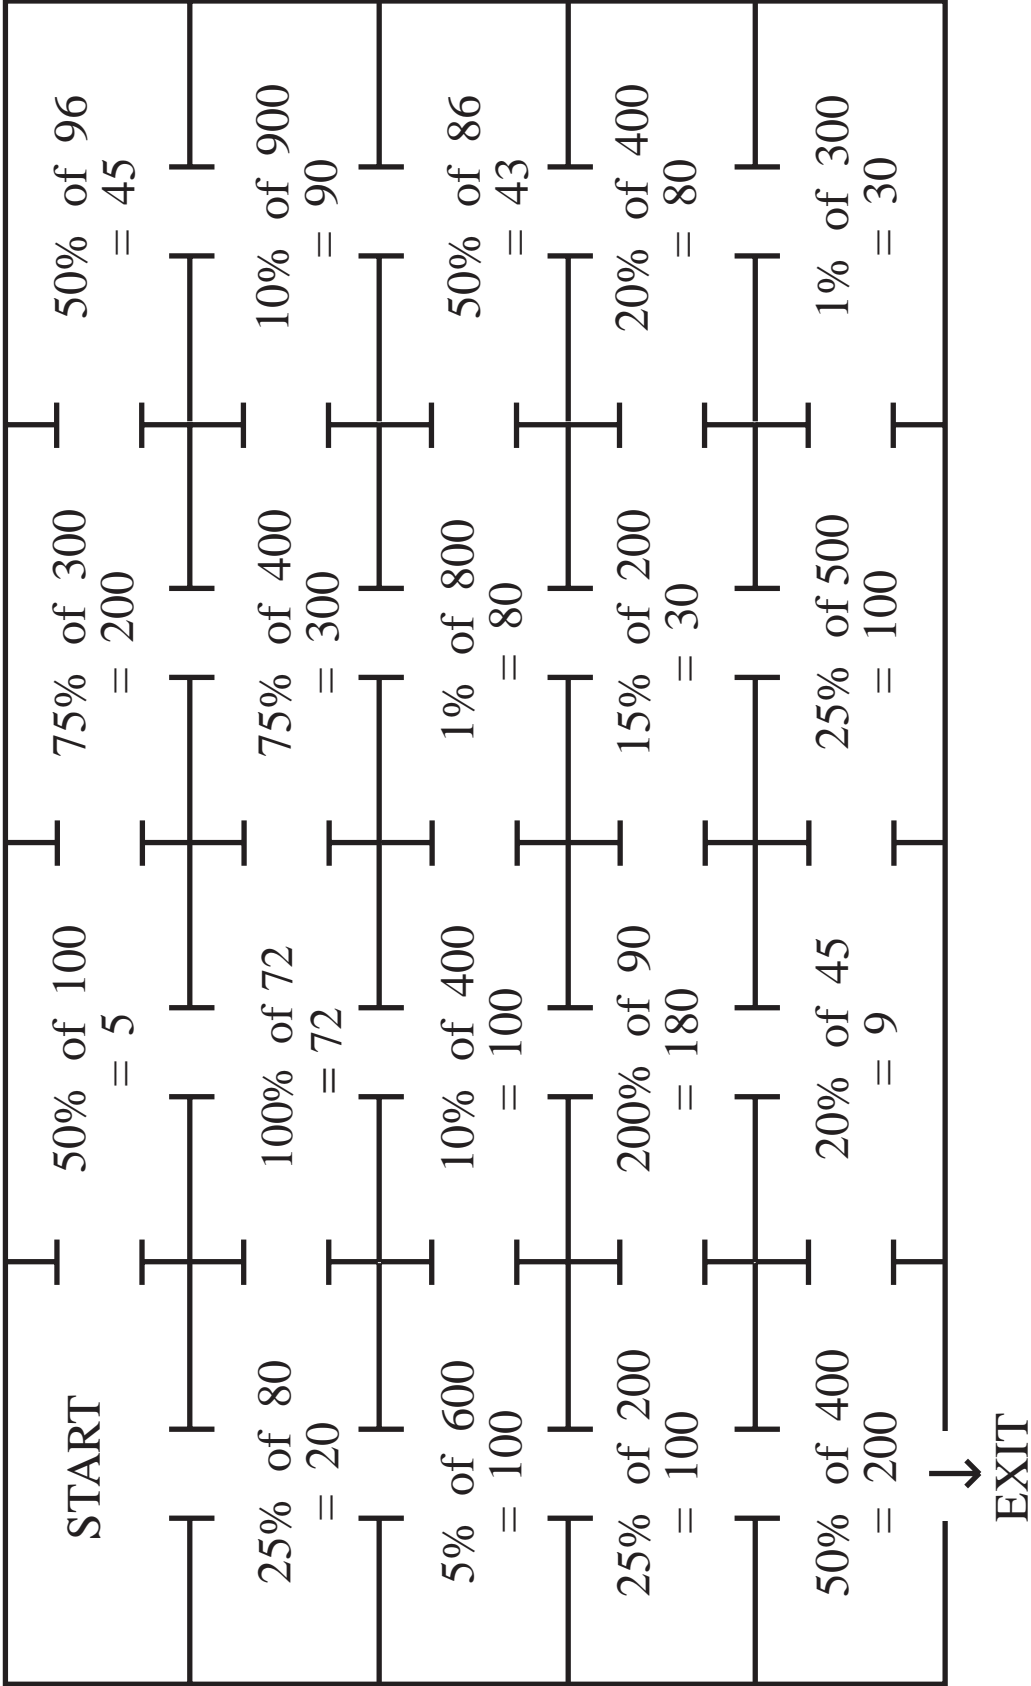 START
50% of 100
= 5
75% of 300
= 200
50% of 96
= 45
25% of 80
= 20
100% of 72
= 72
75% of 400
= 300
10% of 900
= 90
5% of 600
= 100
10% of 400
= 100
1% of 800
= 80
50% of 86
= 43
25% of 200
= 100
200% of 90
= 180
15% of 200
= 30
20% of 400
= 80
50% of 400
= 200
20% of 45
= 9
25% of 500
= 100
1% of 300
= 30
EXIT